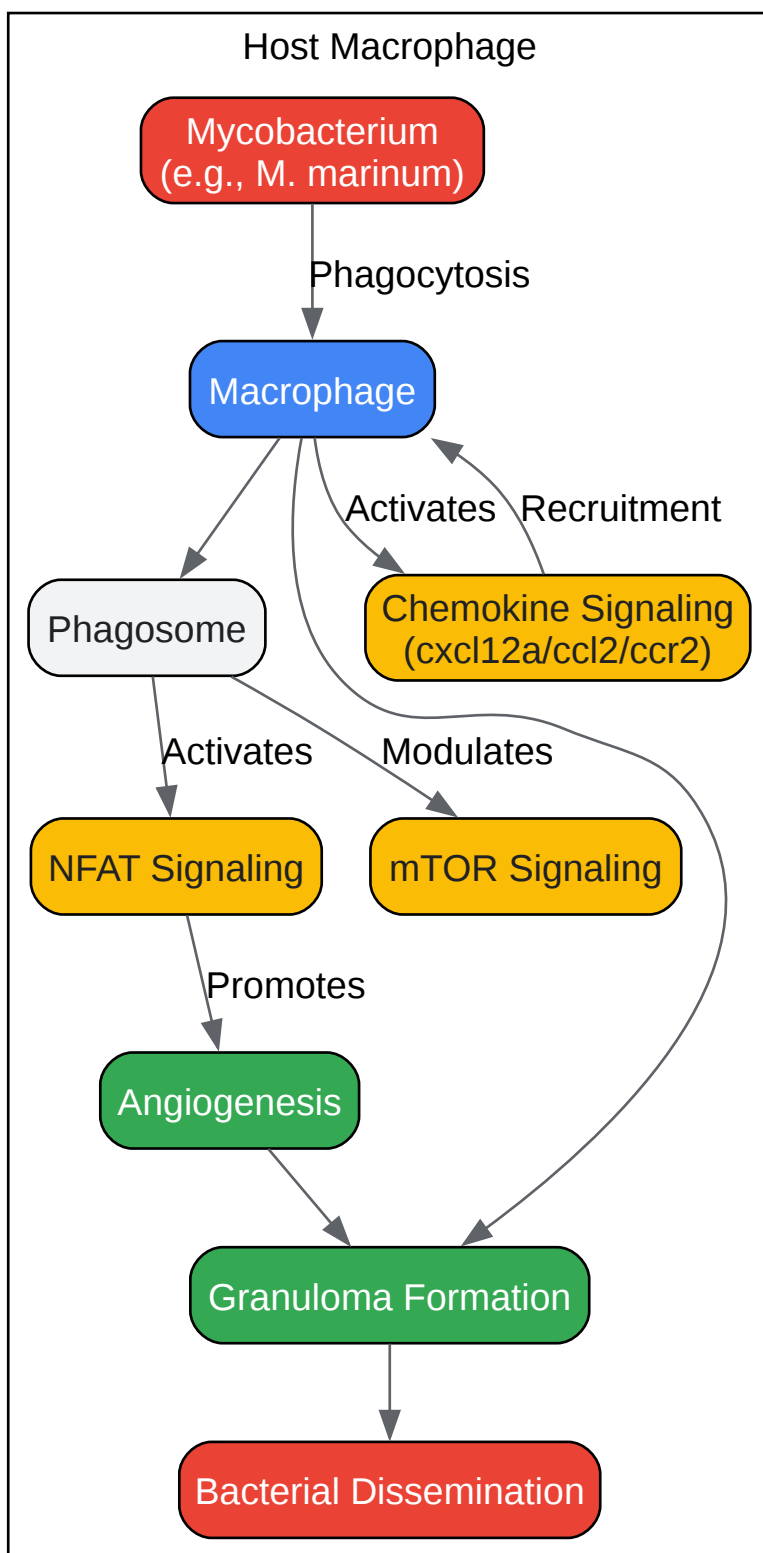 Host Macrophage
Mycobacterium
(e.g., M. marinum)
Phagocytosis
Macrophage
Activates
Recruitment
Phagosome
Chemokine Signaling
(cxcl12a/ccl2/ccr2)
Activates
Modulates
NFAT Signaling
mTOR Signaling
Promotes
Angiogenesis
Granuloma Formation
Bacterial Dissemination